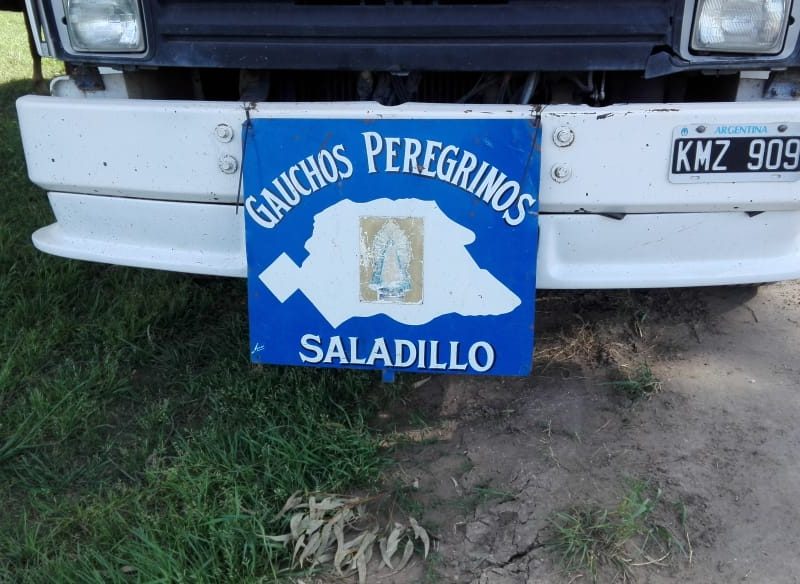 GAUCHOS PEREGRINOS
SALADILLO
ARGENTINA
KMZ 909